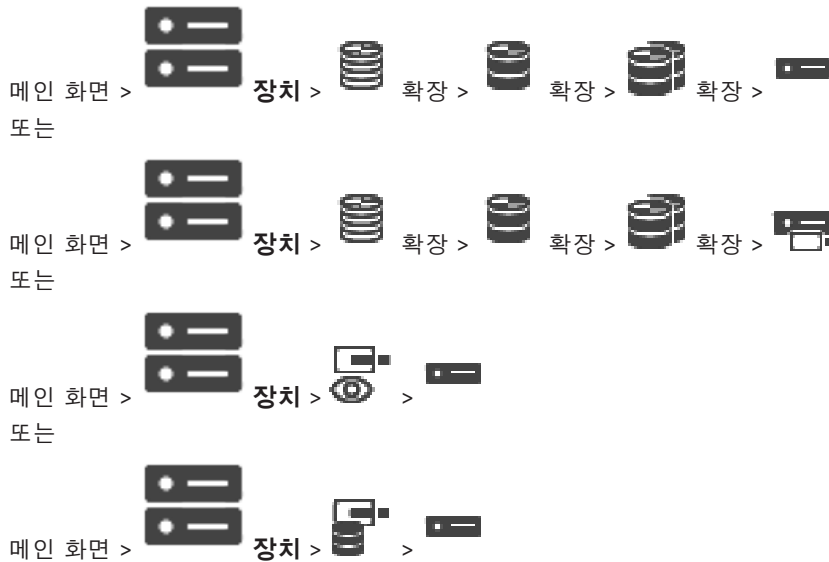 메인 화면 > 장치 > 확장 > 확장 > 확장 >
또는
메인 화면 > 장치 > 확장 > 확장 > 확장 >
또는
메인 화면 > 장치 > >
또는
메인 화면 > 장치 > >